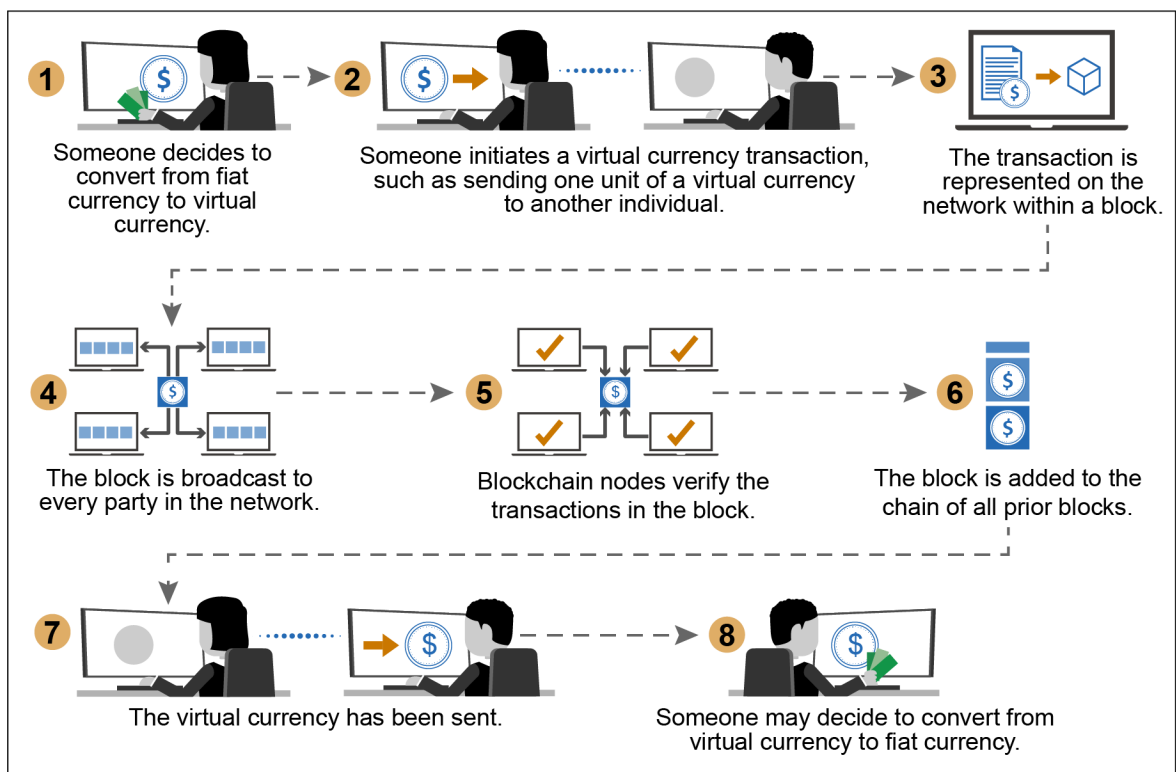 1
Someone decides to
convert from fiat
currency to virtual
currency.
2
Someone initiates a virtual currency transaction,
such as sending one unit of a virtual currency
to another individual.
3
The transaction is
represented on the
network within a block.
4
The block is broadcast to
every party in the network.
5
Blockchain nodes verify the
transactions in the block.
6
The block is added to the
chain of all prior blocks.
7
The virtual currency has been sent.
8
Someone may decide to convert from
virtual currency to fiat currency.